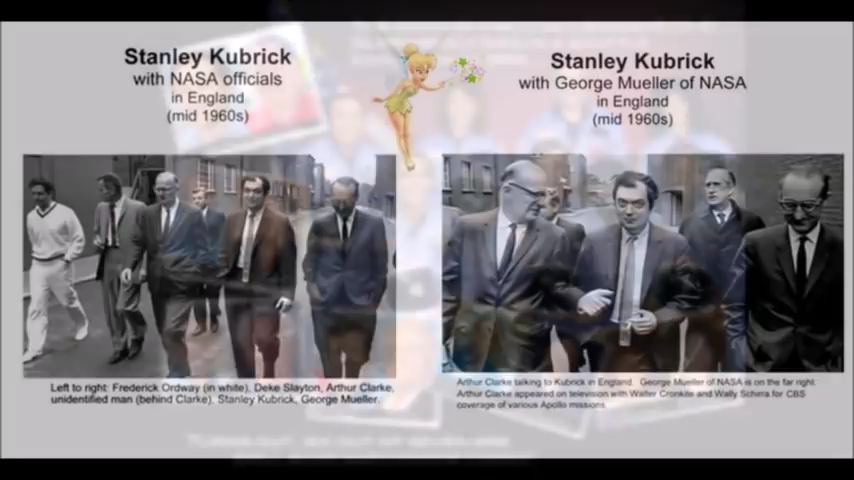 Stanley Kubrick
with NASA officials
in England
(mid 1960s)
Stanley Kubrick
with George Mueller of NASA
in England
(mid 1960s)
Left to right: Frederick Ordway (in white), Deke Slayton, Arthur Clarke,
unidentified man (behind Clarke), Stanley Kubrick, George Mueller.
Arthur Clarke talking to Kubrick in England. George Mueller of NASA is on the far right.
Arthur Clarke appeared on television with Walter Cronkite and Wally Schirra for CBS
coverage of various Apollo missions.